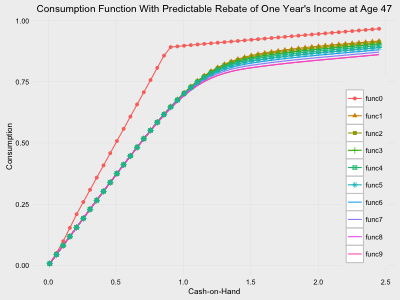 Consumption Function With Predictable Rebate of One Year's Income at Age 47
1.00
0.75
0.50
0.25
0.00
Consumption
func0
func1
func2
func3
func4
func5
func6
func7
func8
func9
0.0 0.5 1.0 1.5 2.0 2.5
Cash-on-Hand